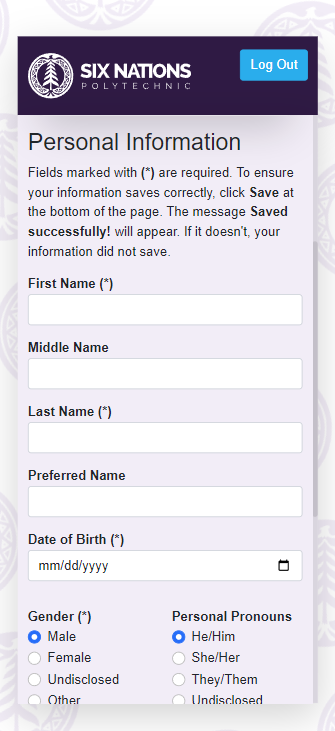 SIX NATIONS
POLYTECHNIC
Log Out
Personal Information
Fields marked with (*) are required. To ensure
your information saves correctly, click Save at
the bottom of the page. The message Saved
successfully! will appear. If it doesn't, your
information did not save.
First Name (*)
Middle Name
Last Name (*)
Preferred Name
Date of Birth (*)
mm/dd/yyyy
Gender (*)
Male
Female
Undisclosed
Other
Personal Pronouns
He/Him
She/Her
They/Them
Undisclosed